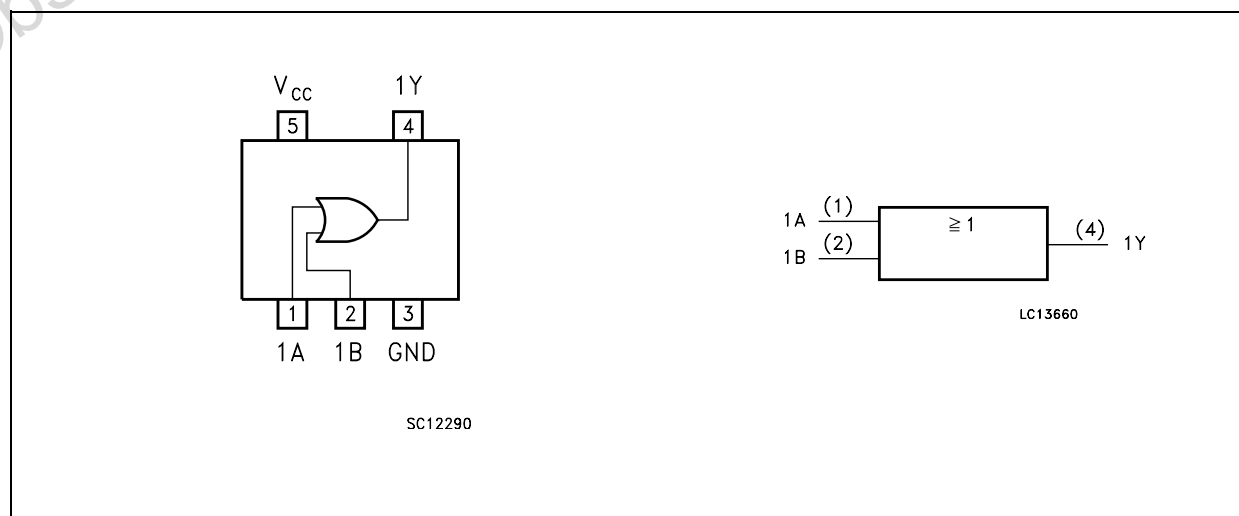 V CC 1Y
5 4
1 2 3
1A 1B GND
SC12290
1A (1) ≧ 1 (4) 1Y
1B (2)
LC13660